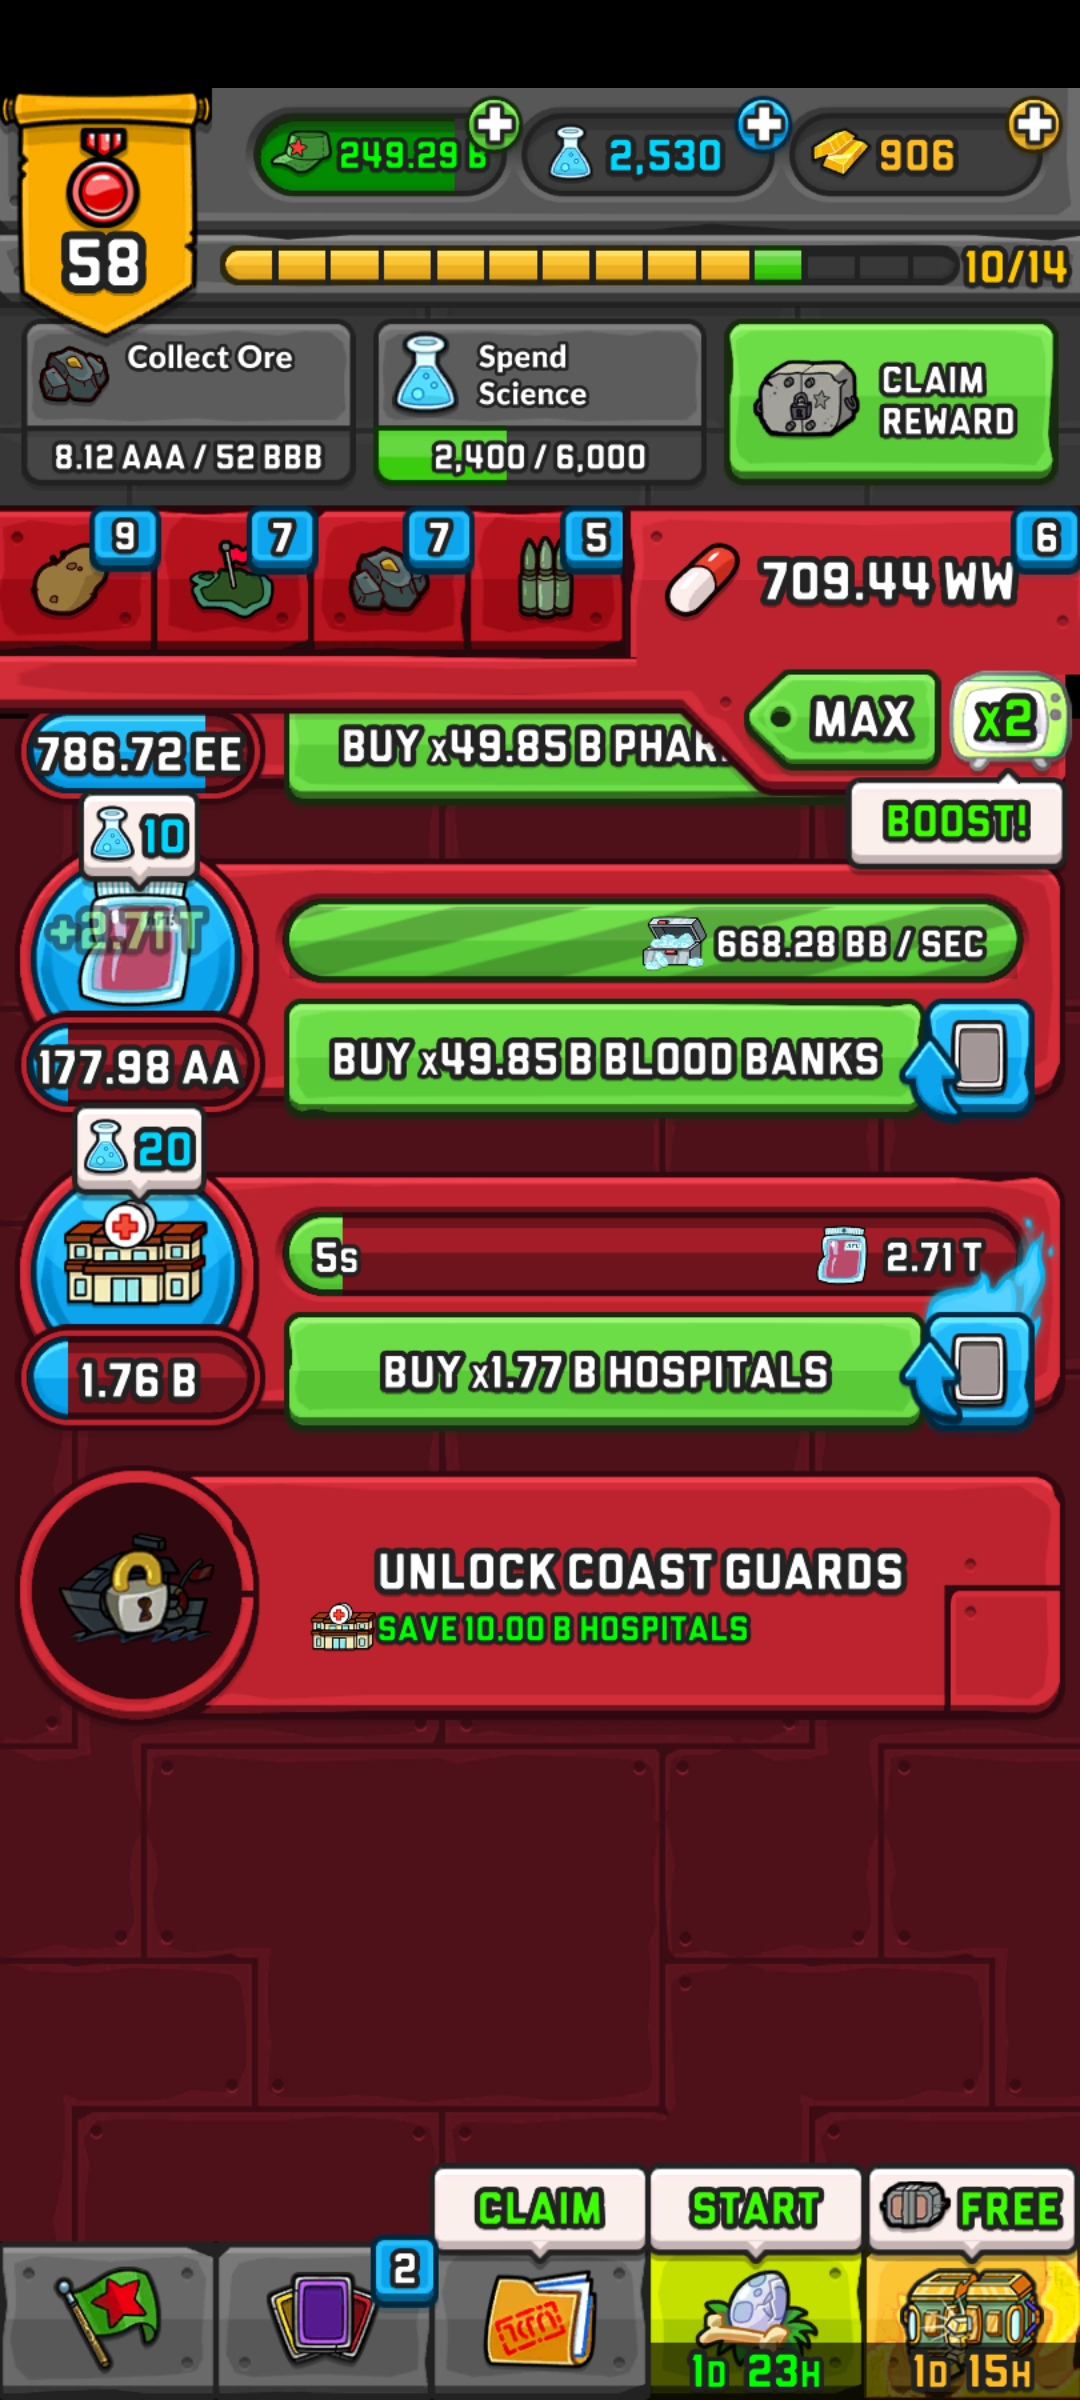 58
249.29 B
2,530
906
10/14
Collect Ore
8.12 AAA / 52 BBB
Spend
Science
2,400 / 6,000
CLAIM
REWARD
9
7
7
5
6
709.44 WW
MAX
x2
BOOST!
786.72 EE
BUY x49.85 B PHAR
10
+2.71 T
668.28 BB / SEC
177.98 AA
BUY x49.85 B BLOOD BANKS
20
5s
2.71 T
1.76 B
BUY x1.77 B HOSPITALS
UNLOCK COAST GUARDS
SAVE 10.00 B HOSPITALS
CLAIM
START
FREE
2
1D 23H
1D 15H